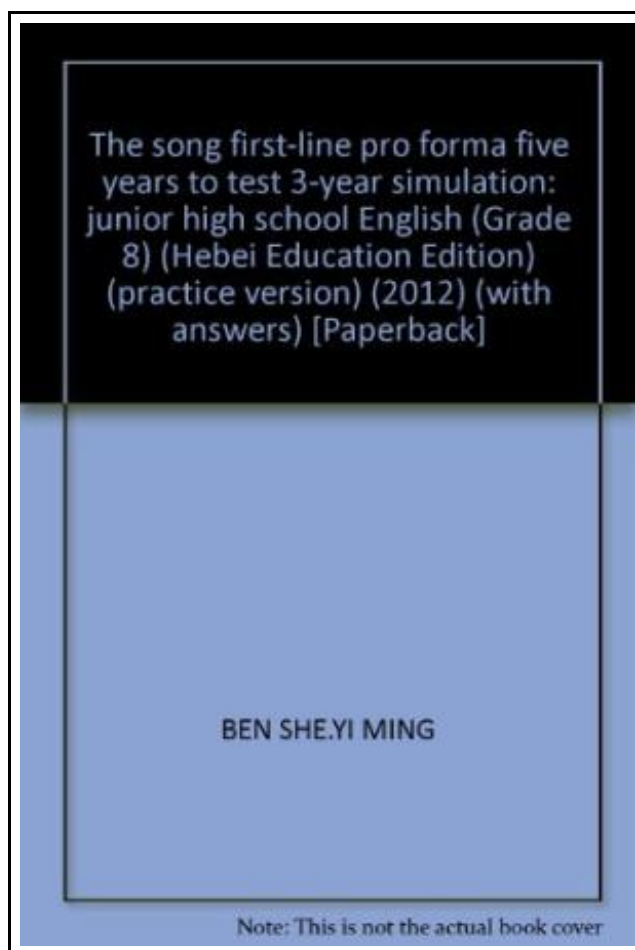 The song first-line pro forma five
years to test 3-year simulation:
junior high school English (Grade
8) (Hebei Education Edition)
(practice version) (2012) (with
answers) [Paperback]
BEN SHE.YI MING
Note: This is not the actual book cover